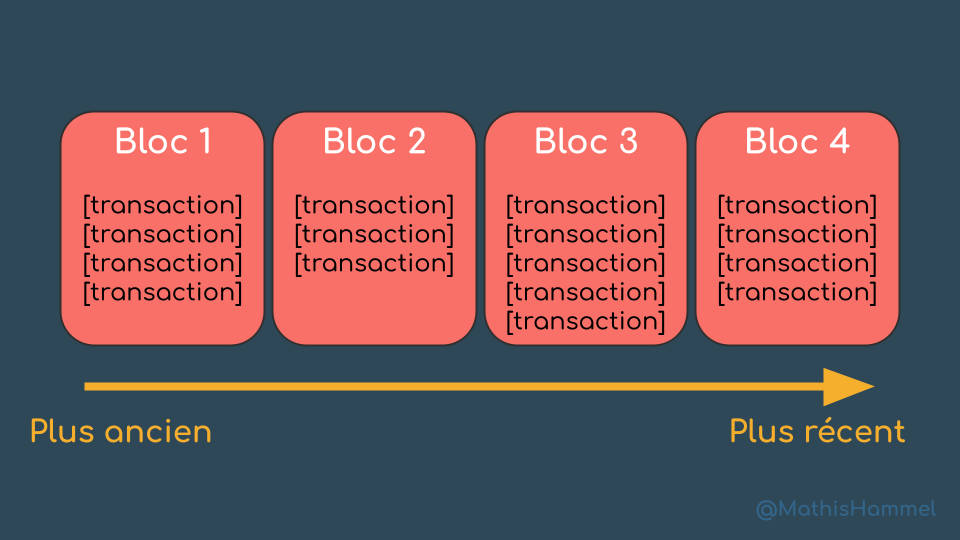 Bloc 1
[transaction]
[transaction]
[transaction]
[transaction]
Bloc 2
[transaction]
[transaction]
[transaction]
Bloc 3
[transaction]
[transaction]
[transaction]
[transaction]
[transaction]
Bloc 4
[transaction]
[transaction]
[transaction]
[transaction]
Plus ancien
Plus récent
@MathisHammel